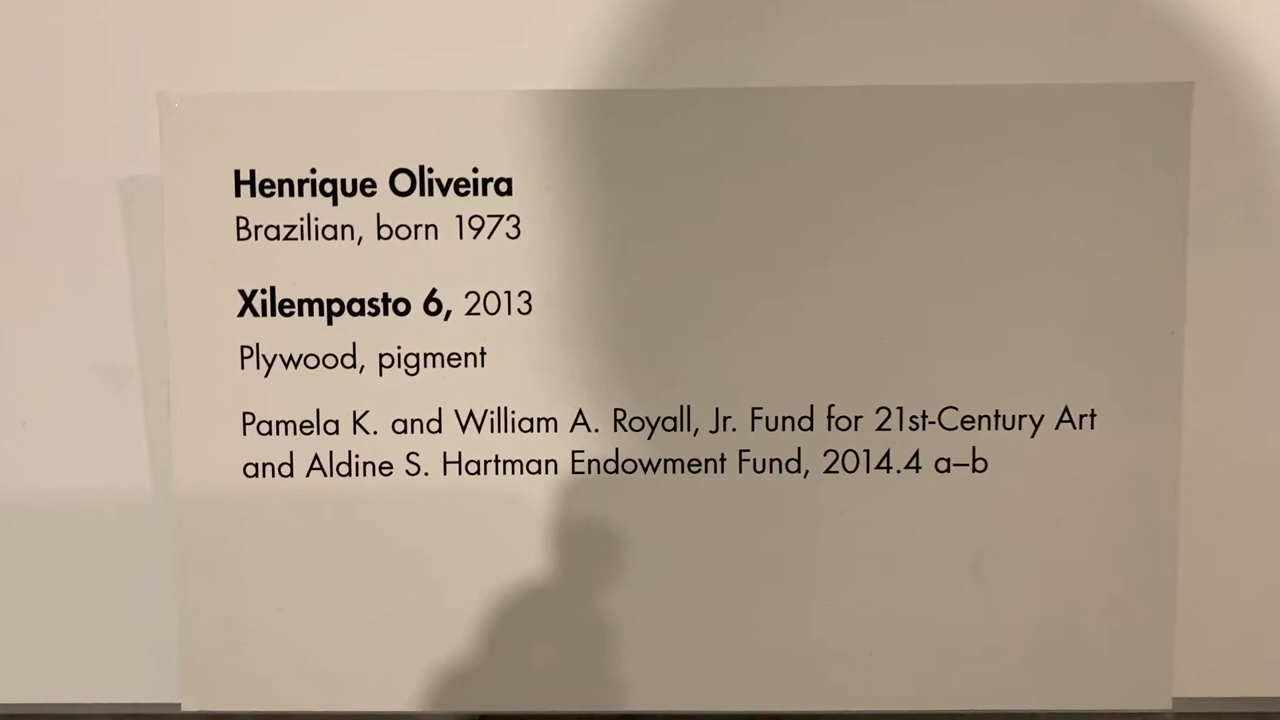 Henrique Oliveira
Brazilian, born 1973
Xilempasto 6, 2013
Plywood, pigment
Pamela K. and William A. Royall, Jr. Fund for 21st-Century Art
and Aldine S. Hartman Endowment Fund, 2014.4 a–b